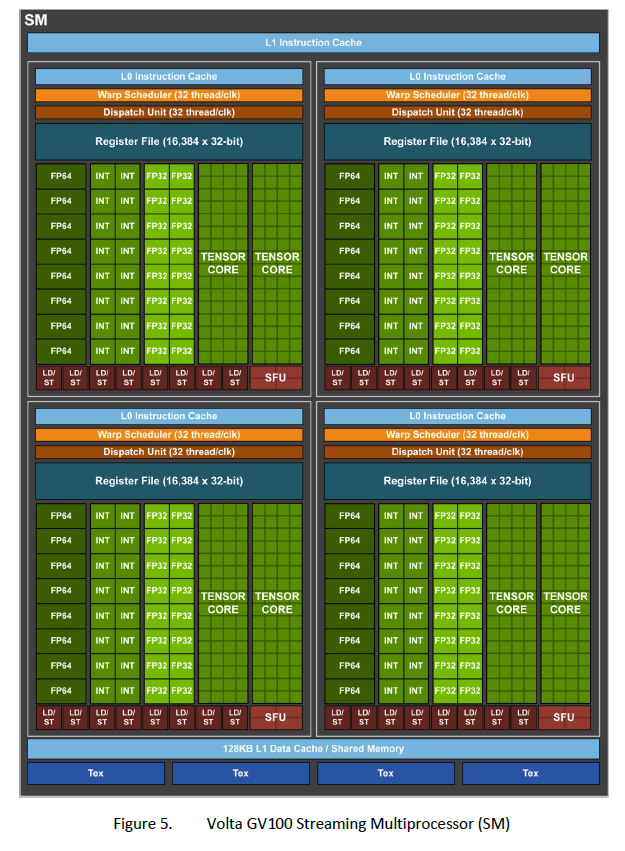 SM
L1 Instruction Cache
L0 Instruction Cache
Warp Scheduler (32 thread/clk)
Dispatch Unit (32 thread/clk)
Register File (16,384 x 32-bit)
FP64 INT INT FP32 FP32
FP64 INT INT FP32 FP32
FP64 INT INT FP32 FP32
FP64 INT INT FP32 FP32
FP64 INT INT FP32 FP32
FP64 INT INT FP32 FP32
FP64 INT INT FP32 FP32
FP64 INT INT FP32 FP32
TENSOR CORE
TENSOR CORE
LD/ST LD/ST LD/ST LD/ST LD/ST LD/ST LD/ST LD/ST SFU
L0 Instruction Cache
Warp Scheduler (32 thread/clk)
Dispatch Unit (32 thread/clk)
Register File (16,384 x 32-bit)
FP64 INT INT FP32 FP32
FP64 INT INT FP32 FP32
FP64 INT INT FP32 FP32
FP64 INT INT FP32 FP32
FP64 INT INT FP32 FP32
FP64 INT INT FP32 FP32
FP64 INT INT FP32 FP32
FP64 INT INT FP32 FP32
TENSOR CORE
TENSOR CORE
LD/ST LD/ST LD/ST LD/ST LD/ST LD/ST LD/ST LD/ST SFU
L0 Instruction Cache
Warp Scheduler (32 thread/clk)
Dispatch Unit (32 thread/clk)
Register File (16,384 x 32-bit)
FP64 INT INT FP32 FP32
FP64 INT INT FP32 FP32
FP64 INT INT FP32 FP32
FP64 INT INT FP32 FP32
FP64 INT INT FP32 FP32
FP64 INT INT FP32 FP32
FP64 INT INT FP32 FP32
FP64 INT INT FP32 FP32
TENSOR CORE
TENSOR CORE
LD/ST LD/ST LD/ST LD/ST LD/ST LD/ST LD/ST LD/ST SFU
L0 Instruction Cache
Warp Scheduler (32 thread/clk)
Dispatch Unit (32 thread/clk)
Register File (16,384 x 32-bit)
FP64 INT INT FP32 FP32
FP64 INT INT FP32 FP32
FP64 INT INT FP32 FP32
FP64 INT INT FP32 FP32
FP64 INT INT FP32 FP32
FP64 INT INT FP32 FP32
FP64 INT INT FP32 FP32
FP64 INT INT FP32 FP32
TENSOR CORE
TENSOR CORE
LD/ST LD/ST LD/ST LD/ST LD/ST LD/ST LD/ST LD/ST SFU
128KB L1 Data Cache / Shared Memory
Tex Tex Tex Tex
Figure 5. Volta GV100 Streaming Multiprocessor (SM)